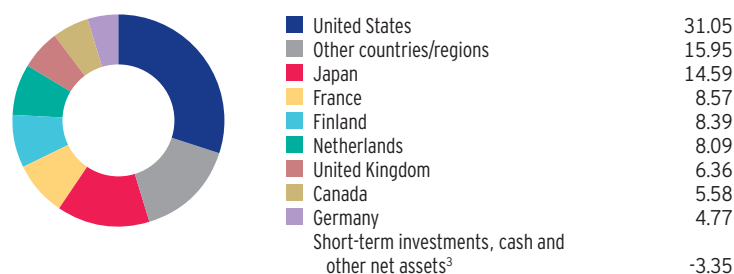 United States 31.05
Other countries/regions 15.95
Japan 14.59
France 8.57
Finland 8.39
Netherlands 8.09
United Kingdom 6.36
Canada 5.58
Germany 4.77
Short-term investments, cash and
other net assets³ -3.35